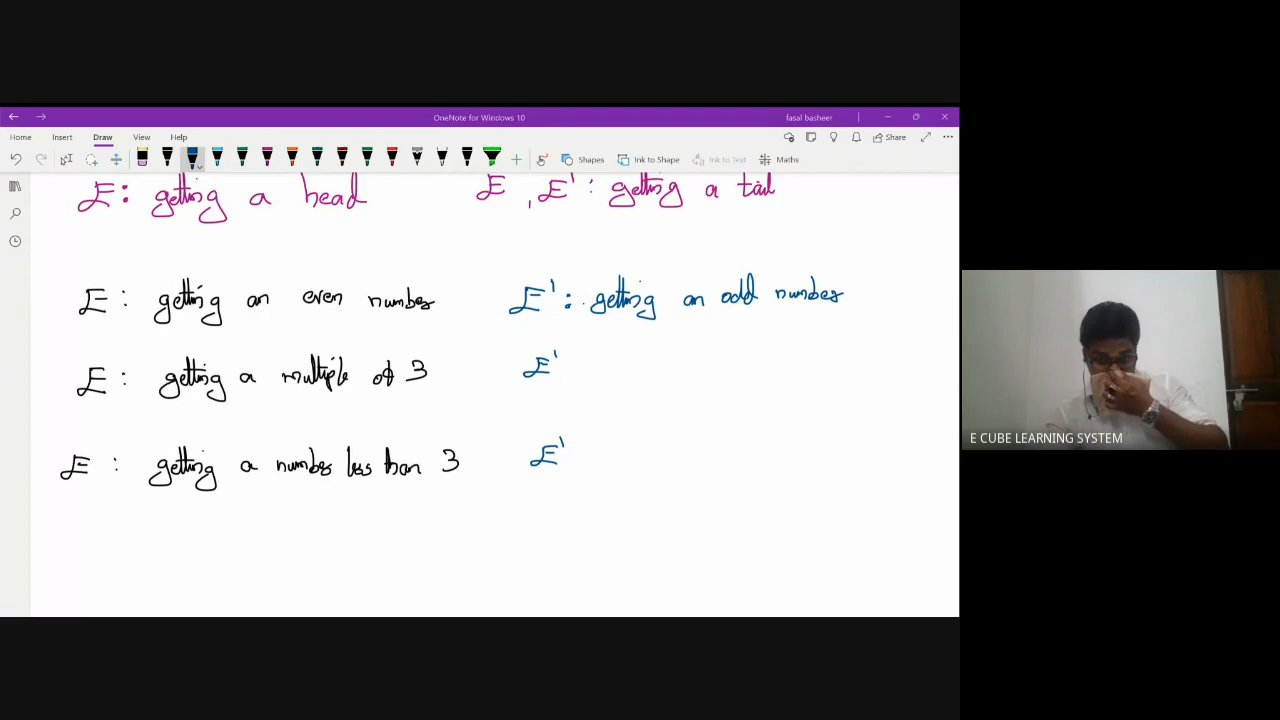 OneNote for Windows 10
fasal basheer
Home Insert Draw View Help
Share
Shapes Ink to Shape Ink to Text Maths
E: getting a head E, E': getting a tail
E: getting an even number E': getting an odd number
E: getting a multiple of 3 E'
E: getting a number less than 3 E'
E CUBE LEARNING SYSTEM